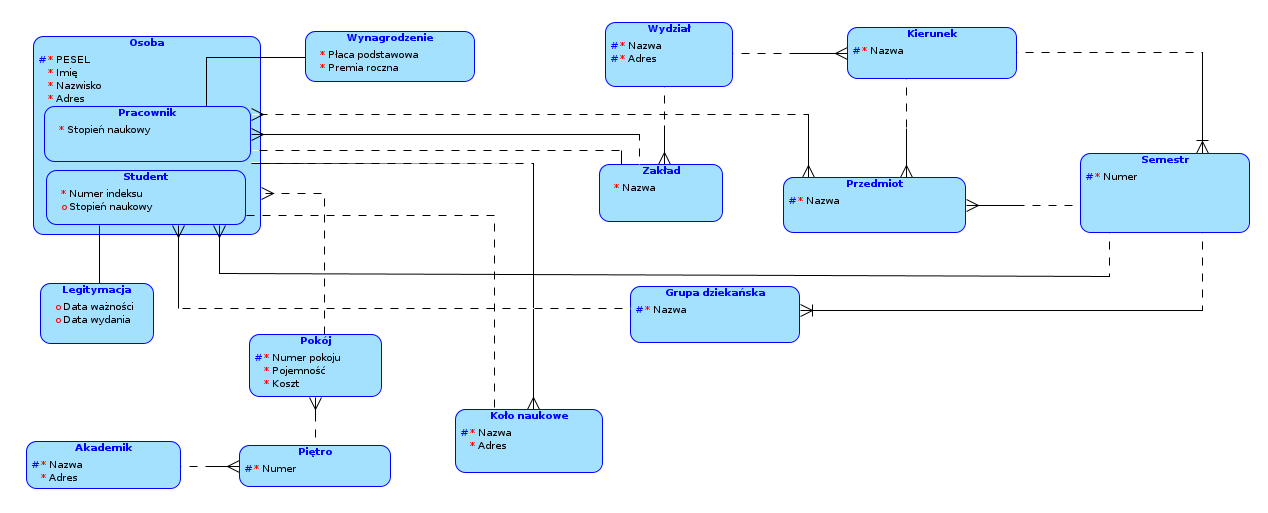 Osoba
#* PESEL
* Imię
* Nazwisko
* Adres
Pracownik
* Stopień naukowy
Student
* Numer indeksu
o Stopień naukowy
Wynagrodzenie
* Płaca podstawowa
* Premia roczna
Wydział
#* Nazwa
#* Adres
Kierunek
#* Nazwa
Zakład
* Nazwa
Przedmiot
#* Nazwa
Semestr
#* Numer
Legitymacja
o Data ważności
o Data wydania
Grupa dziekańska
#* Nazwa
Pokój
#* Numer pokoju
* Pojemność
* Koszt
Koło naukowe
#* Nazwa
* Adres
Akademik
#* Nazwa
* Adres
Piętro
#* Numer